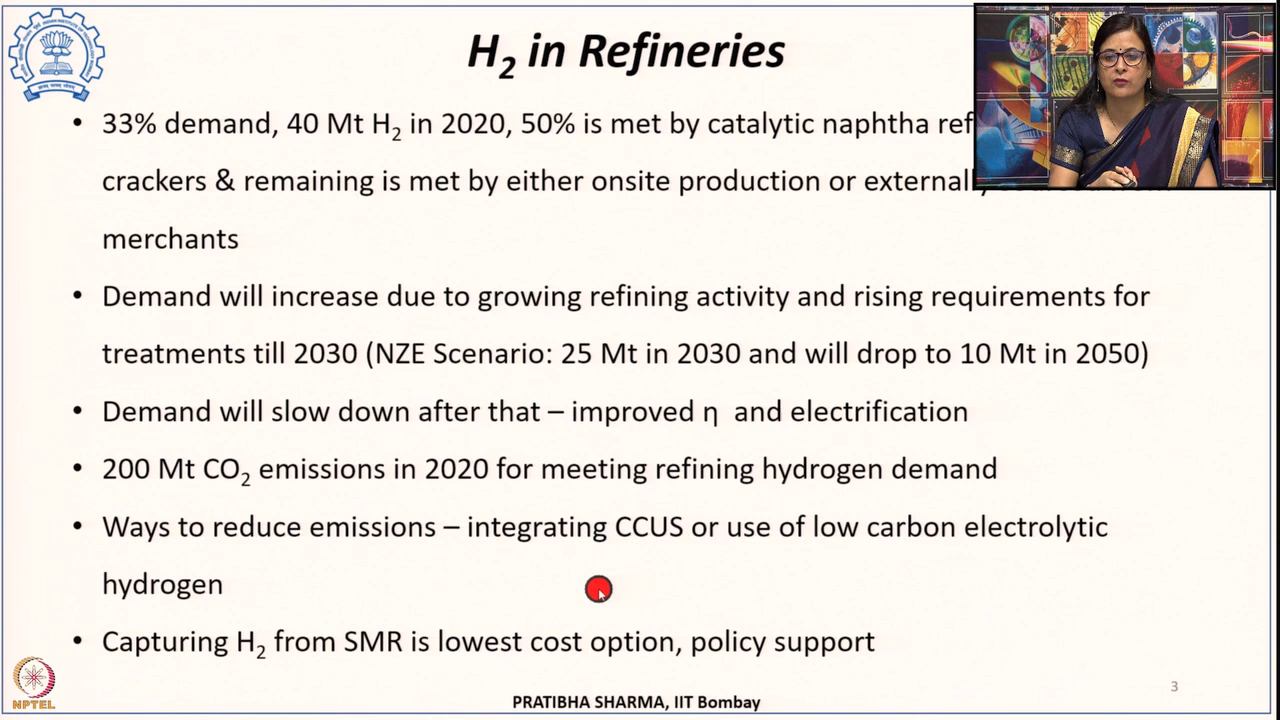 H₂ in Refineries
• 33% demand, 40 Mt H₂ in 2020, 50% is met by catalytic naphtha
crackers & remaining is met by either onsite production or
merchants
• Demand will increase due to growing refining activity and rising requirements for
treatments till 2030 (NZE Scenario: 25 Mt in 2030 and will drop to 10 Mt in 2050)
• Demand will slow down after that – improved η and electrification
• 200 Mt CO₂ emissions in 2020 for meeting refining hydrogen demand
• Ways to reduce emissions – integrating CCUS or use of low carbon electrolytic
hydrogen
• Capturing H₂ from SMR is lowest cost option, policy support
3
NPTEL
PRATIBHA SHARMA, IIT Bombay